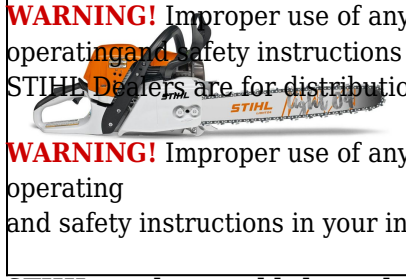 WARNING! Improper use of any
operatingand safety instructions
STIHL Dealers are for distributio
STIHL
STIHL
WARNING! Improper use of any
operating
and safety instructions in your in